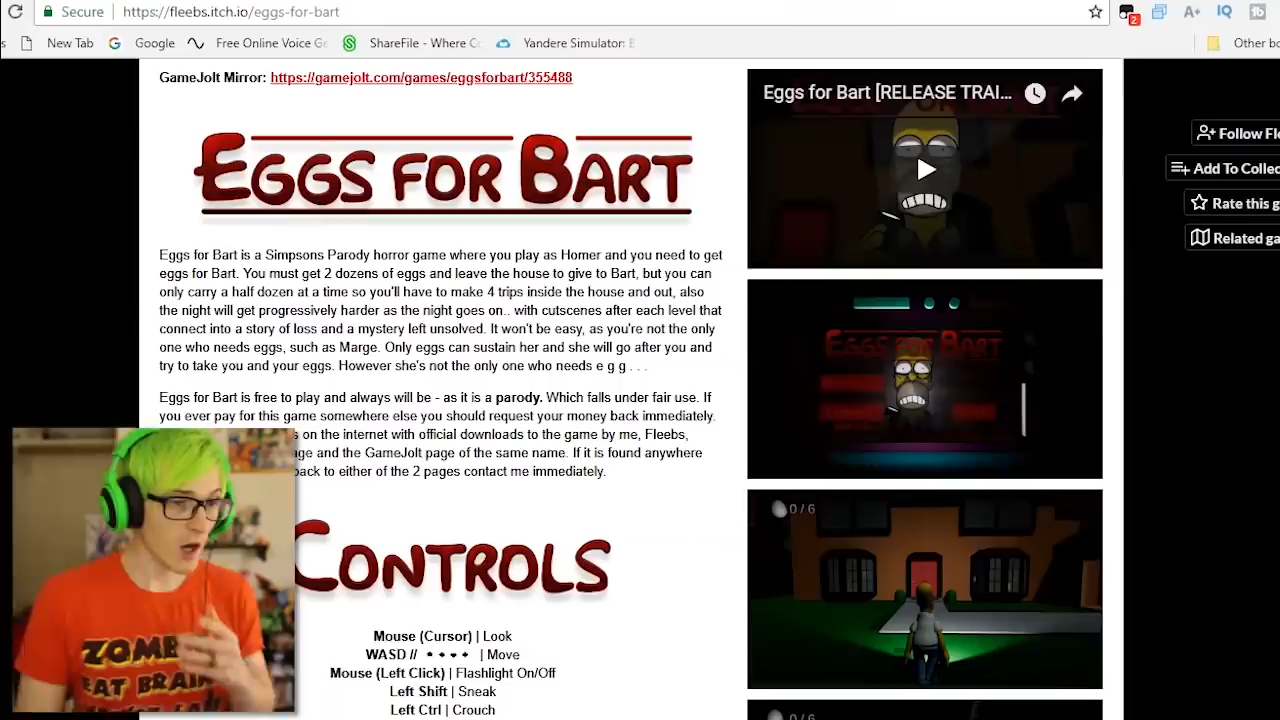 Secure https://fleebs.itch.io/eggs-for-bart
2 A+ IQ tb
s New Tab Google Free Online Voice Ge ShareFile - Where Co Yandere Simulator: E Other bo
GameJolt Mirror: https://gamejolt.com/games/eggsforbart/355488
EGGS FOR BART
Eggs for Bart is a Simpsons Parody horror game where you play as Homer and you need to get
eggs for Bart. You must get 2 dozens of eggs and leave the house to give to Bart, but you can
only carry a half dozen at a time so you'll have to make 4 trips inside the house and out, also
the night will get progressively harder as the night goes on.. with cutscenes after each level that
connect into a story of loss and a mystery left unsolved. It won't be easy, as you're not the only
one who needs eggs, such as Marge. Only eggs can sustain her and she will go after you and
try to take you and your eggs. However she's not the only one who needs e g g . . .
Eggs for Bart is free to play and always will be - as it is a parody. Which falls under fair use. If
you ever pay for this game somewhere else you should request your money back immediately.
s on the internet with official downloads to the game by me, Fleebs,
ge and the GameJolt page of the same name. If it is found anywhere
back to either of the 2 pages contact me immediately.
CONTROLS
Mouse (Cursor) | Look
WASD // | Move
Mouse (Left Click) | Flashlight On/Off
Left Shift | Sneak
Left Ctrl | Crouch
Eggs for Bart [RELEASE TRAI...
EGGS FOR BART
0 / 6
0 / 6
Follow Fle
Add To Collec
Rate this g
Related ga
ZOM
EAT BRAI